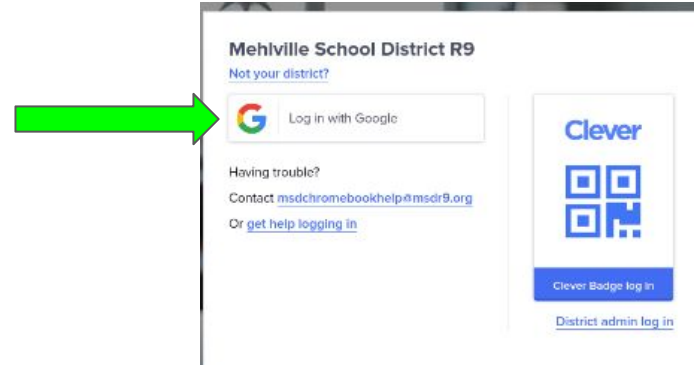 Mehlville School District R9
Not your district?
Log in with Google
Having trouble?
Contact msdchromebookhelp@msdr9.org
Or get help logging in
Clever
Clever Badge log in
District admin log in